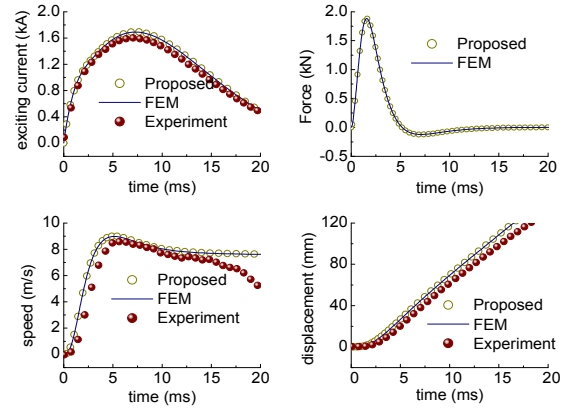 exciting current (kA)
2.4
2.0
1.6
1.2
0.8
0.4
0.0
Proposed
FEM
Experiment
0 5 10 15 20
time (ms)
Force (kN)
2.0
1.5
1.0
0.5
0.0
-0.5
Proposed
FEM
0 5 10 15 20
time (ms)
speed (m/s)
10
8
6
4
2
0
Proposed
FEM
Experiment
0 5 10 15 20
time (ms)
displacement (mm)
120
80
40
0
Proposed
FEM
Experiment
0 5 10 15 20
time (ms)